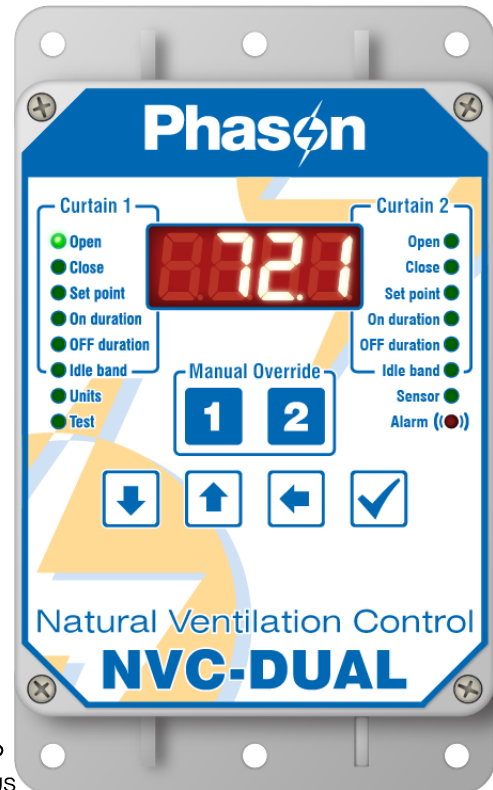 Phason
Curtain 1
Open
Close
Set point
On duration
OFF duration
Idle band
Units
Test
72.1
Curtain 2
Open
Close
Set point
On duration
OFF duration
Idle band
Sensor
Alarm
Manual Override
1 2
Natural Ventilation Control
NVC-DUAL